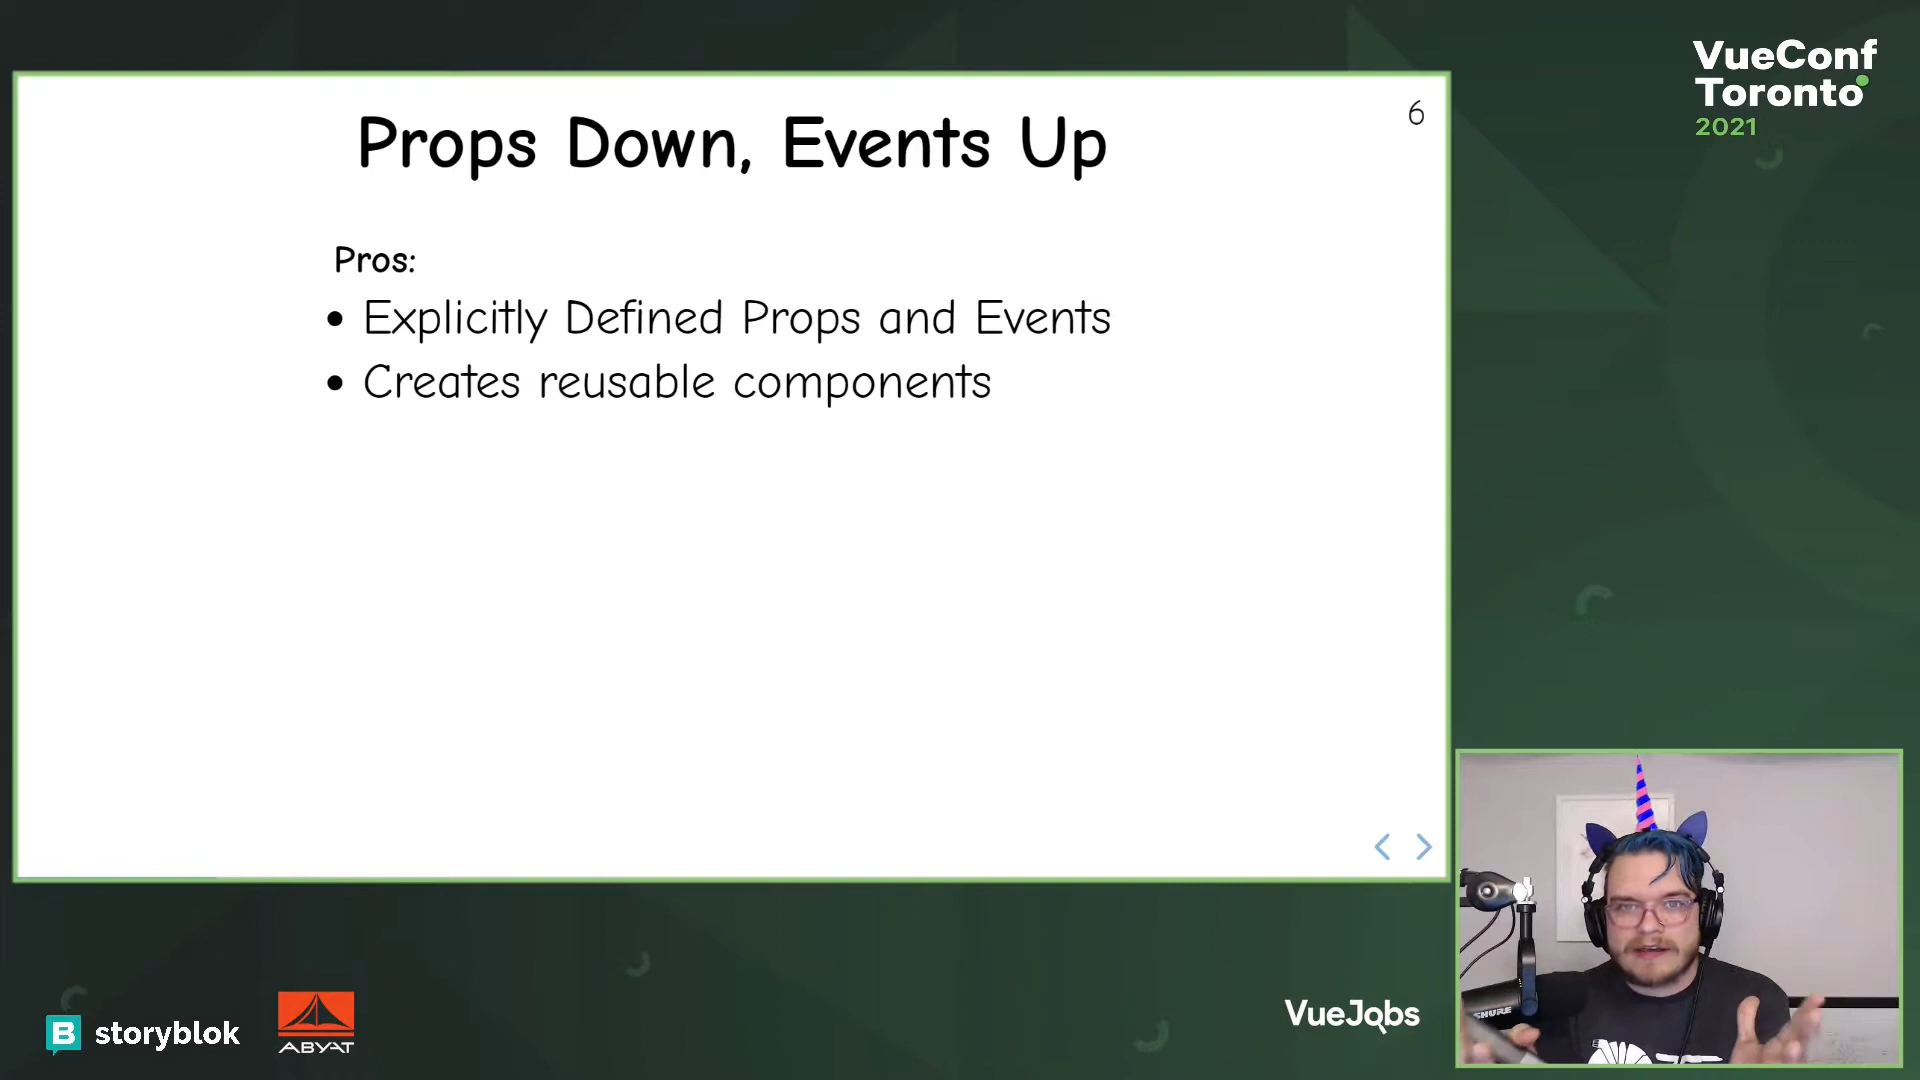 VueConf
Toronto
2021
6
Props Down, Events Up
Pros:
• Explicitly Defined Props and Events
• Creates reusable components
< >
B storyblok
ABYAT
VueJobs
SHURE